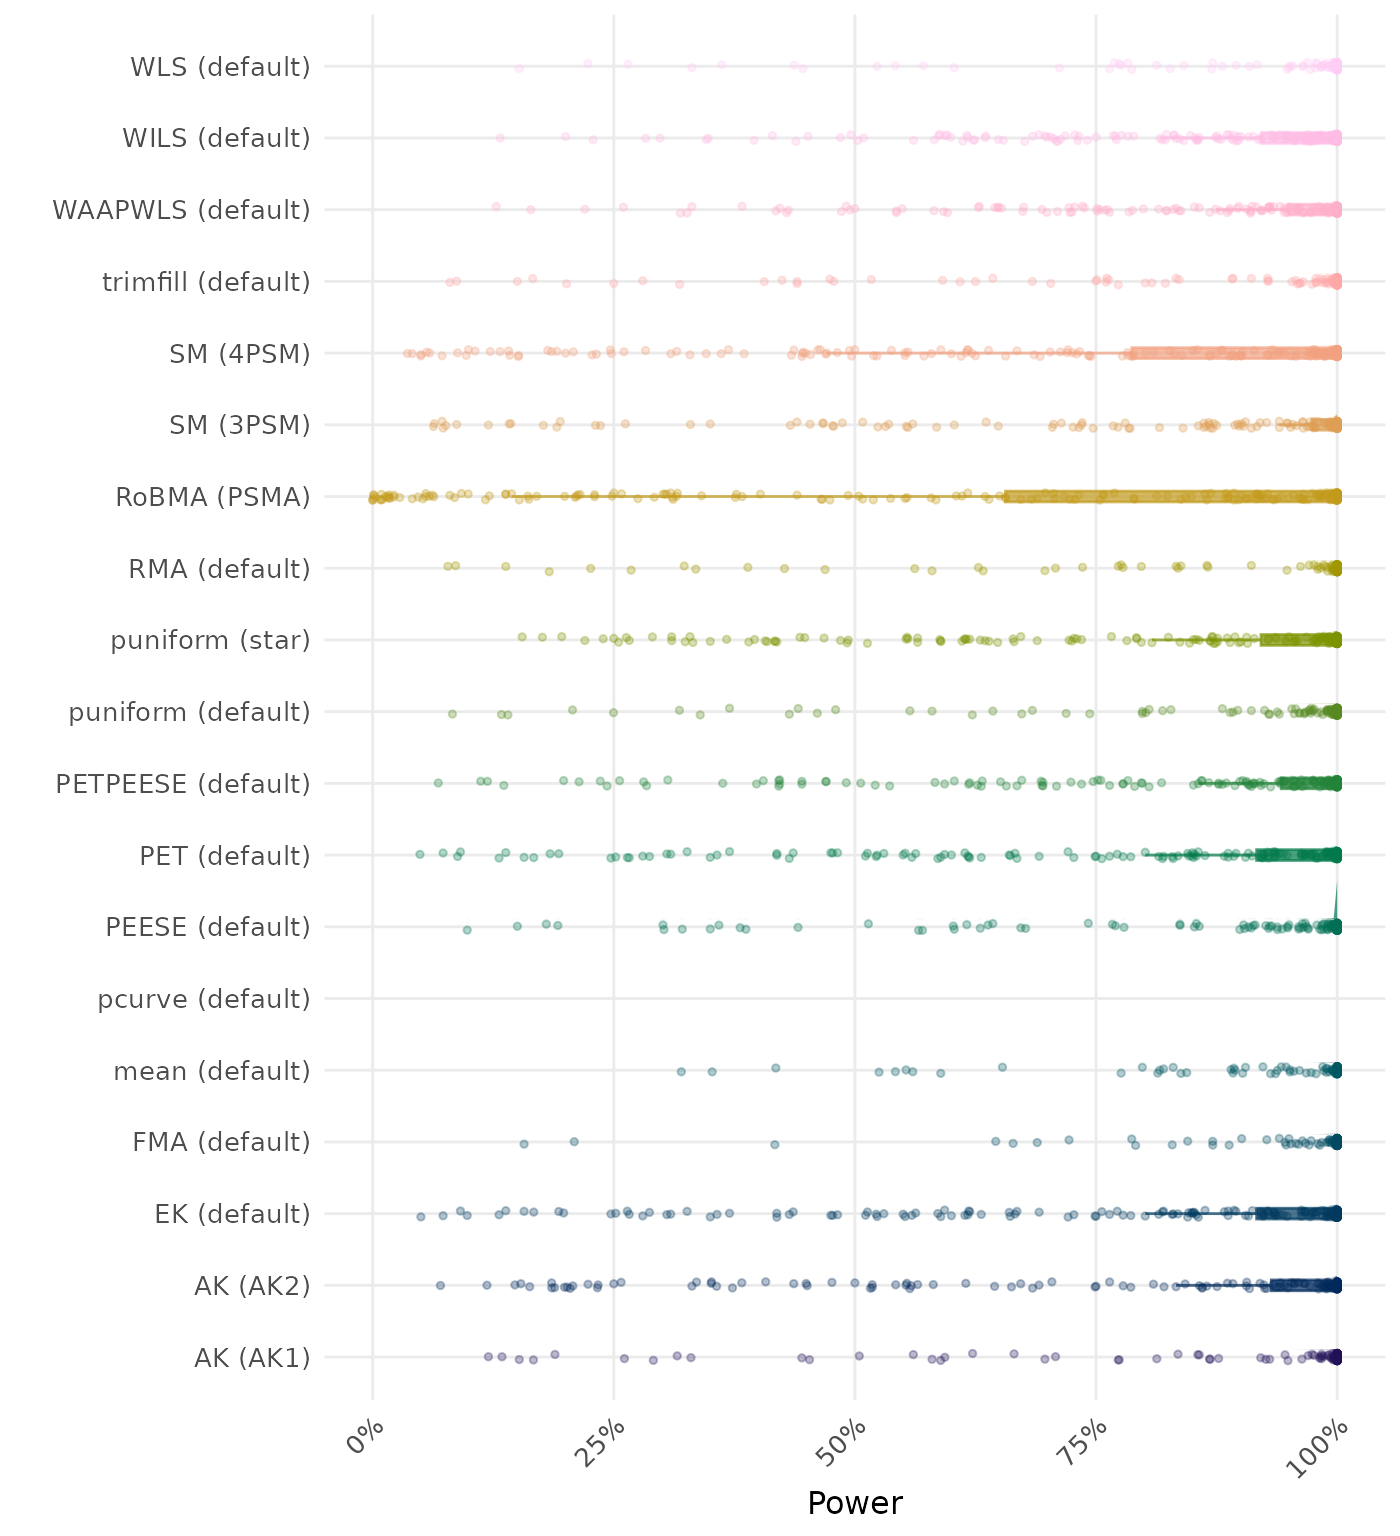 WLS (default)
WILS (default)
WAAPWLS (default)
trimfill (default)
SM (4PSM)
SM (3PSM)
RoBMA (PSMA)
RMA (default)
puniform (star)
puniform (default)
PETPEESE (default)
PET (default)
PEESE (default)
pcurve (default)
mean (default)
FMA (default)
EK (default)
AK (AK2)
AK (AK1)
0% 25% 50% 75% 100%
Power